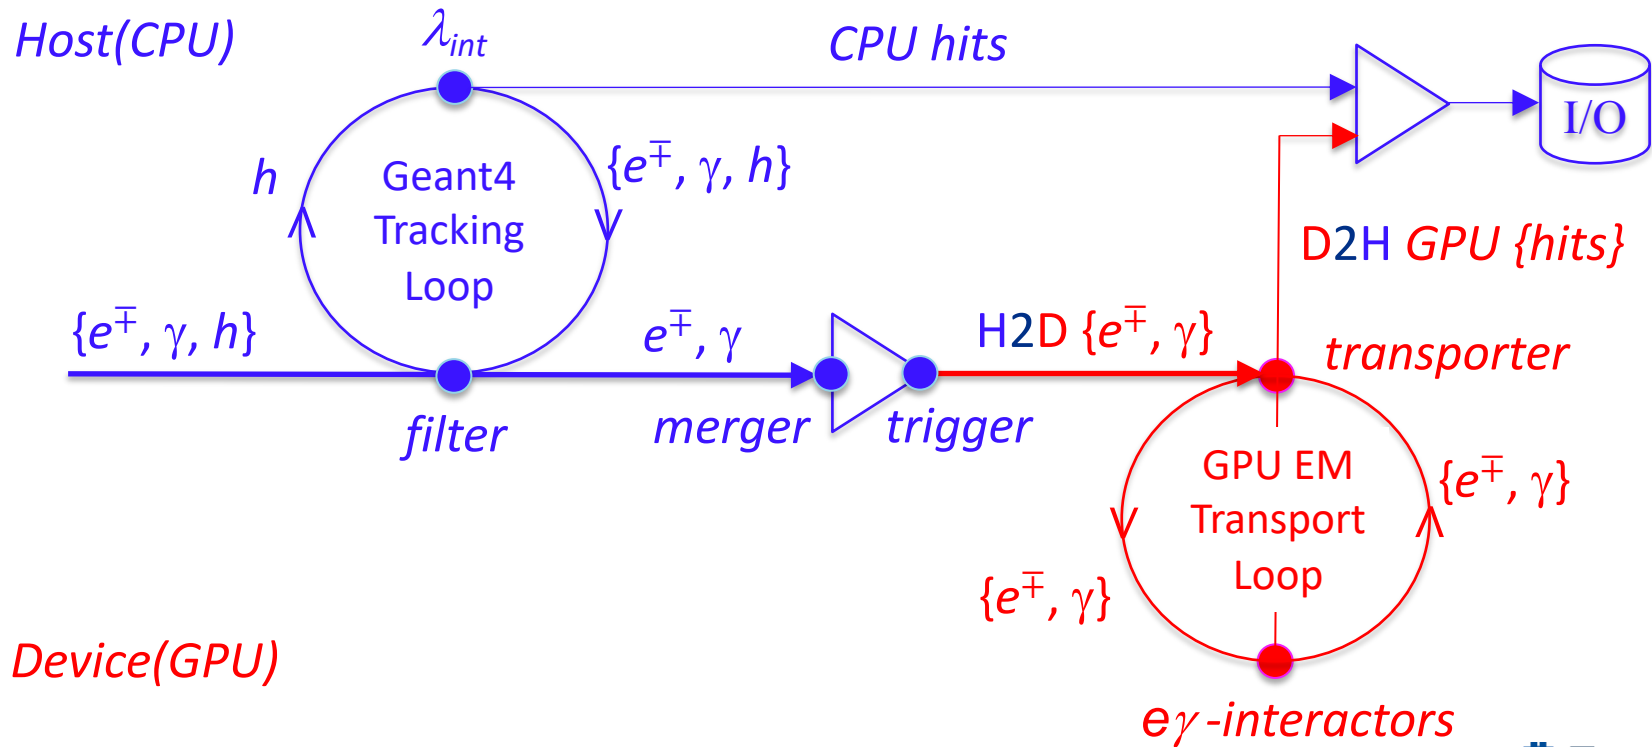 Host(CPU)
λint
CPU hits
I/O
h
Geant4
Tracking
Loop
{e∓, γ, h}
D2H GPU {hits}
{e∓, γ, h}
e∓, γ
H2D {e∓, γ}
transporter
filter
merger
trigger
GPU EM
Transport
Loop
{e∓, γ}
{e∓, γ}
Device(GPU)
eγ -interactors